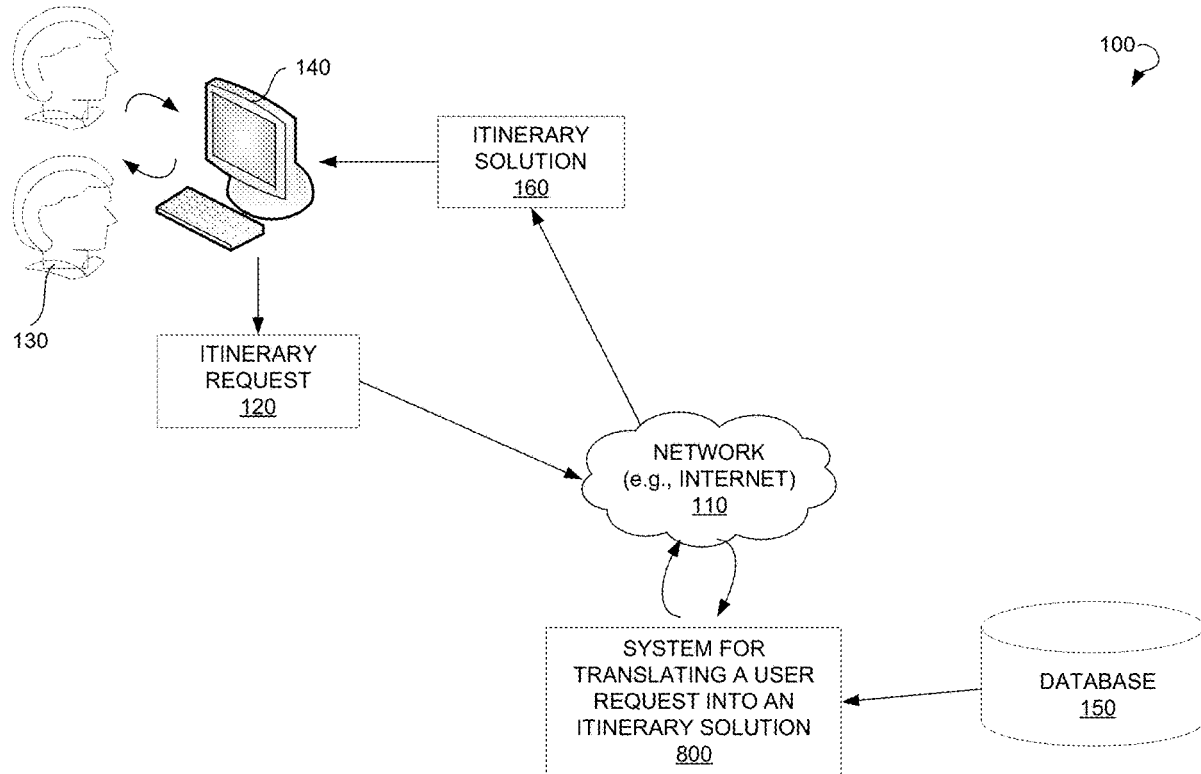 100
140
ITINERARY
SOLUTION
160
130
ITINERARY
REQUEST
120
NETWORK
(e.g., INTERNET)
110
SYSTEM FOR
TRANSLATING A USER
REQUEST INTO AN
ITINERARY SOLUTION
800
DATABASE
150